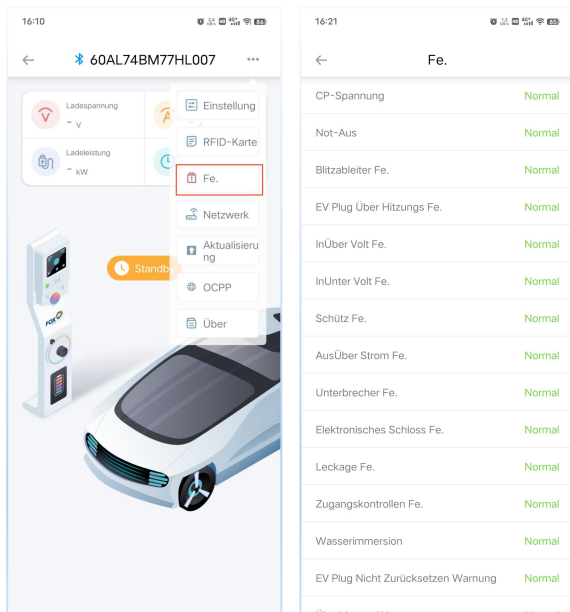 16:10
84
60AL74BM77HL007
...
Ladespannung
- V
Ladeleistung
- kW
Standb
Einstellung
RFID-Karte
Fe.
Netzwerk
Aktualisieru
ng
OCPP
Über
FOX
16:21
Fe.
CP-Spannung Normal
Not-Aus Normal
Blitzableiter Fe. Normal
EV Plug Über Hitzungs Fe. Normal
InÜber Volt Fe. Normal
InUnter Volt Fe. Normal
Schütz Fe. Normal
AusÜber Strom Fe. Normal
Unterbrecher Fe. Normal
Elektronisches Schloss Fe. Normal
Leckage Fe. Normal
Zugangskontrollen Fe. Normal
Wasserimmersion Normal
EV Plug Nicht Zurücksetzen Warnung Normal